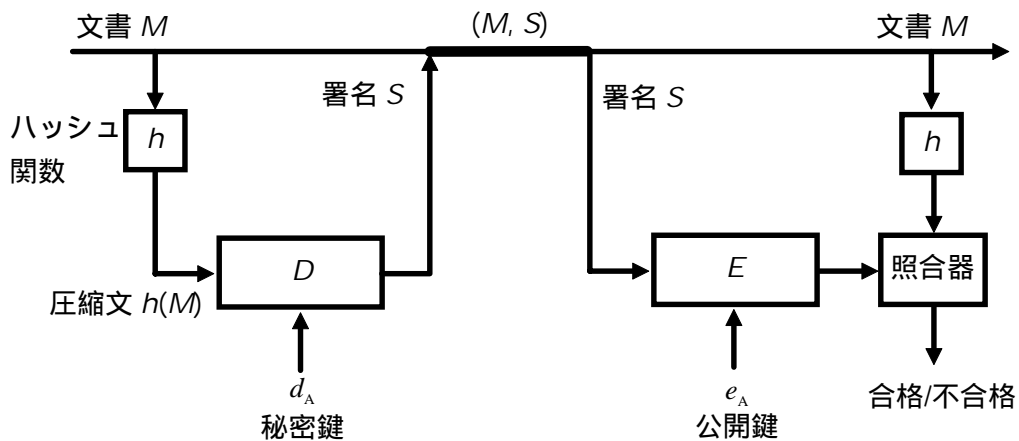 文書 M
(M, S)
文書 M
署名 S
署名 S
ハッシュ
関数
h
h
D
E
照合器
圧縮文 h(M)
d_A
秘密鍵
e_A
公開鍵
合格/不合格